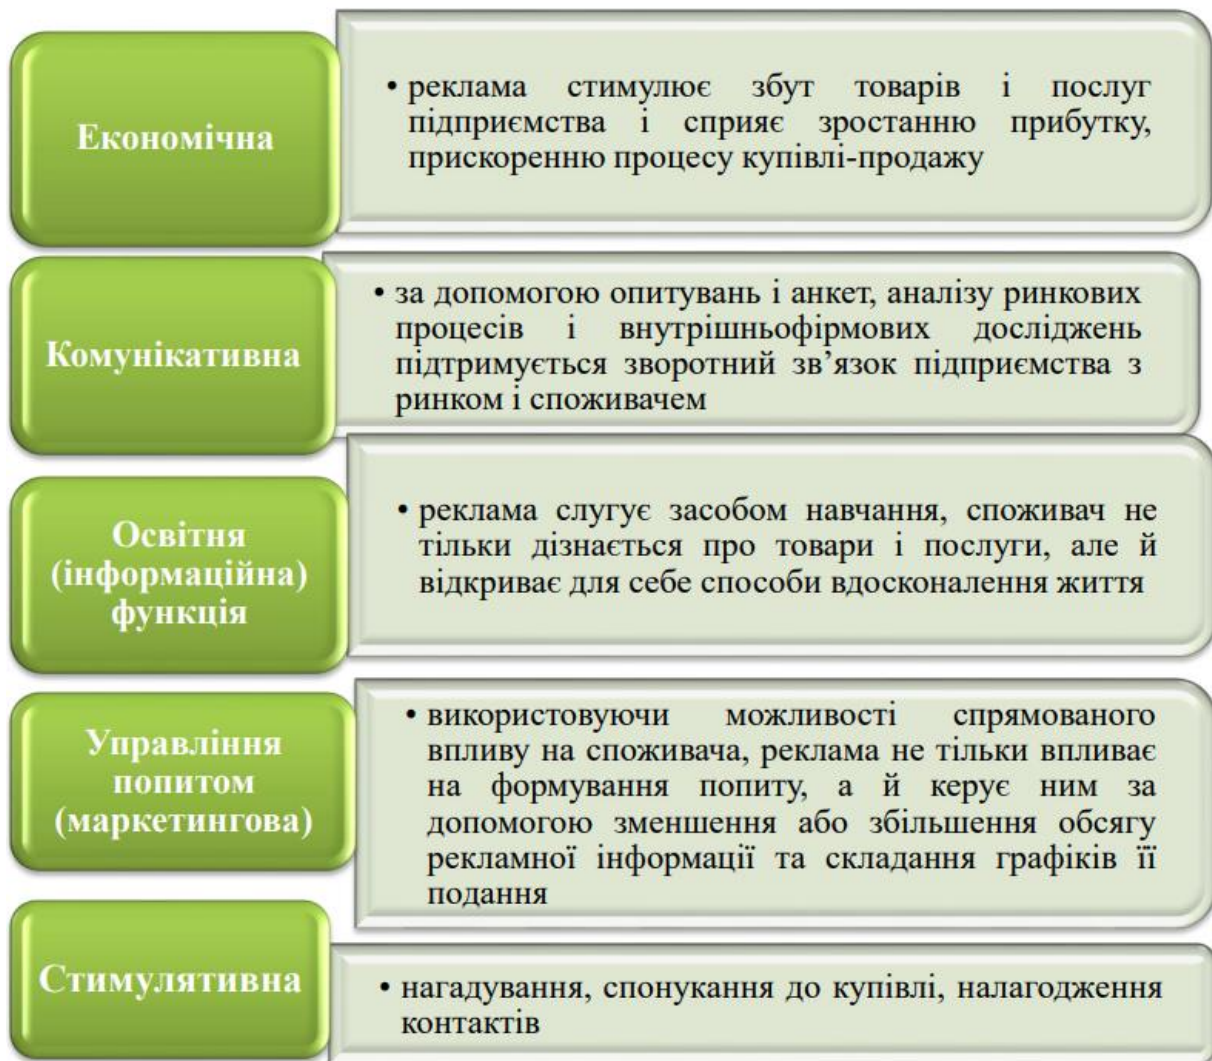 Економічна
• реклама стимулює збут товарів і послуг
підприємства і сприяє зростанню прибутку,
прискоренню процесу купівлі-продажу
Комунікативна
• за допомогою опитувань і анкет, аналізу ринкових
процесів і внутрішньофірмових досліджень
підтримується зворотний зв’язок підприємства з
ринком і споживачем
Освітня
(інформаційна)
функція
• реклама слугує засобом навчання, споживач не
тільки дізнається про товари і послуги, але й
відкриває для себе способи вдосконалення життя
Управління
попитом
(маркетингова)
• використовуючи можливості спрямованого
впливу на споживача, реклама не тільки впливає
на формування попиту, а й керує ним за
допомогою зменшення або збільшення обсягу
рекламної інформації та складання графіків її
подання
Стимулятивна
• нагадування, спонукання до купівлі, налагодження
контактів